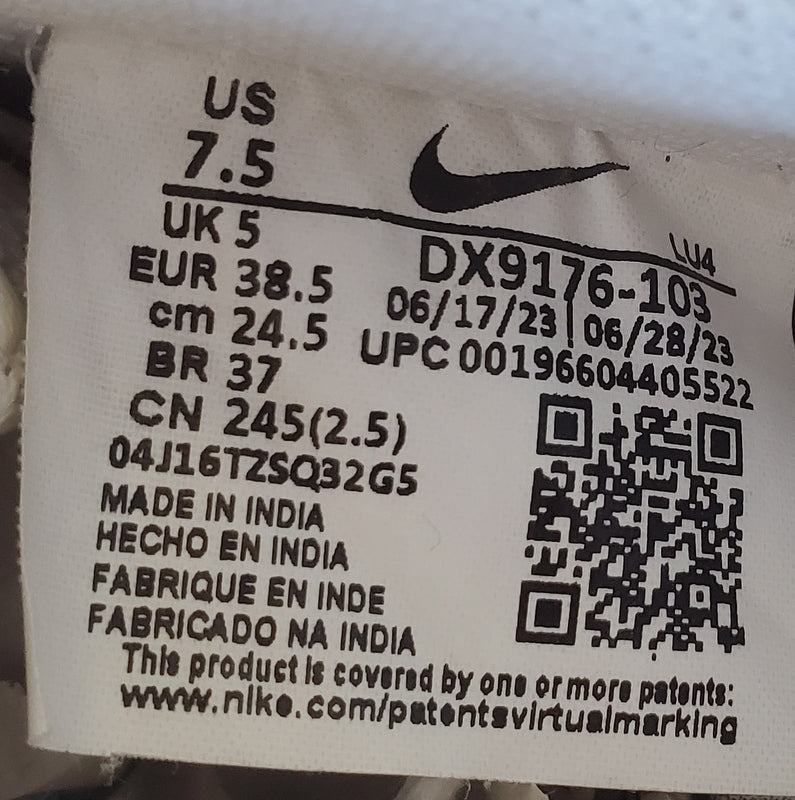 US
7.5
UK 5
EUR 38.5
cm 24.5
BR 37
CN 245(2.5)
04J16TZSQ32G5
MADE IN INDIA
HECHO EN INDIA
FABRIQUE EN INDE
FABRICADO NA INDIA
LU4
DX9176-103
06/17/23 | 06/28/23
UPC 00196604405522
This product is covered by one or more patents:
www.nike.com/patentsvirtualmarking